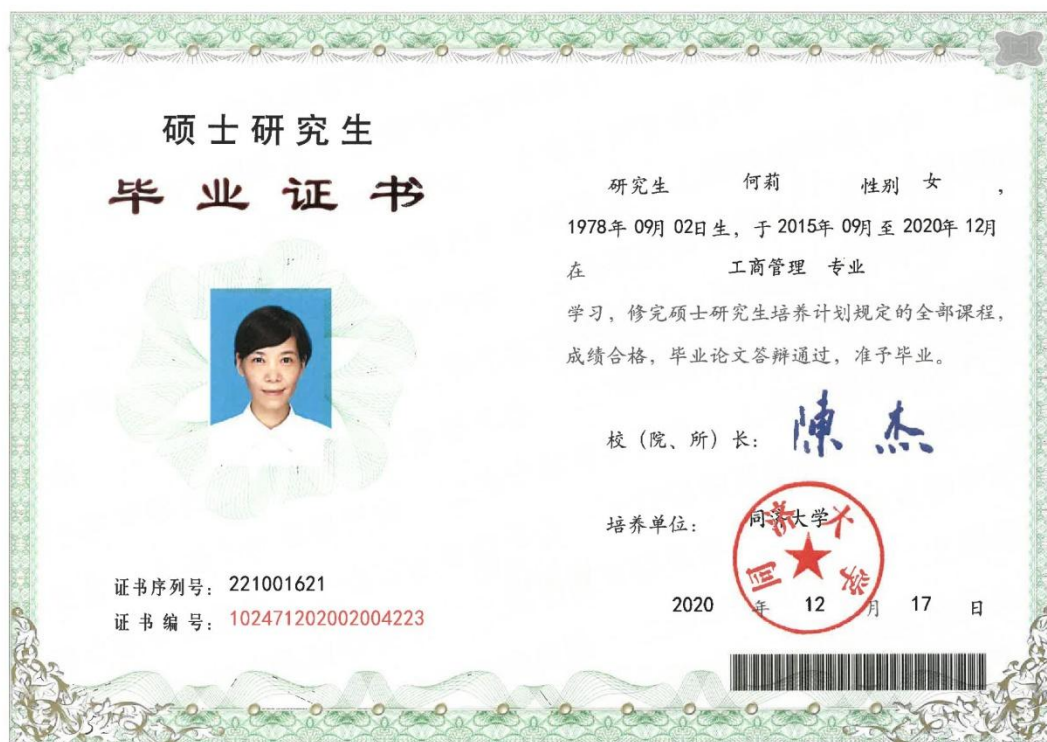 硕士研究生
毕业证书
证书序列号：221001621
证书编号：102471202002004223
研究生 何莉 性别 女 ，
1978年 09月 02日生，于 2015年 09月 至 2020年 12月
在 工商管理 专业
学习，修完硕士研究生培养计划规定的全部课程，
成绩合格，毕业论文答辩通过，准予毕业。
校（院、所）长：陳杰
培养单位：同济大学
同济大学
2020 年 12 月 17 日